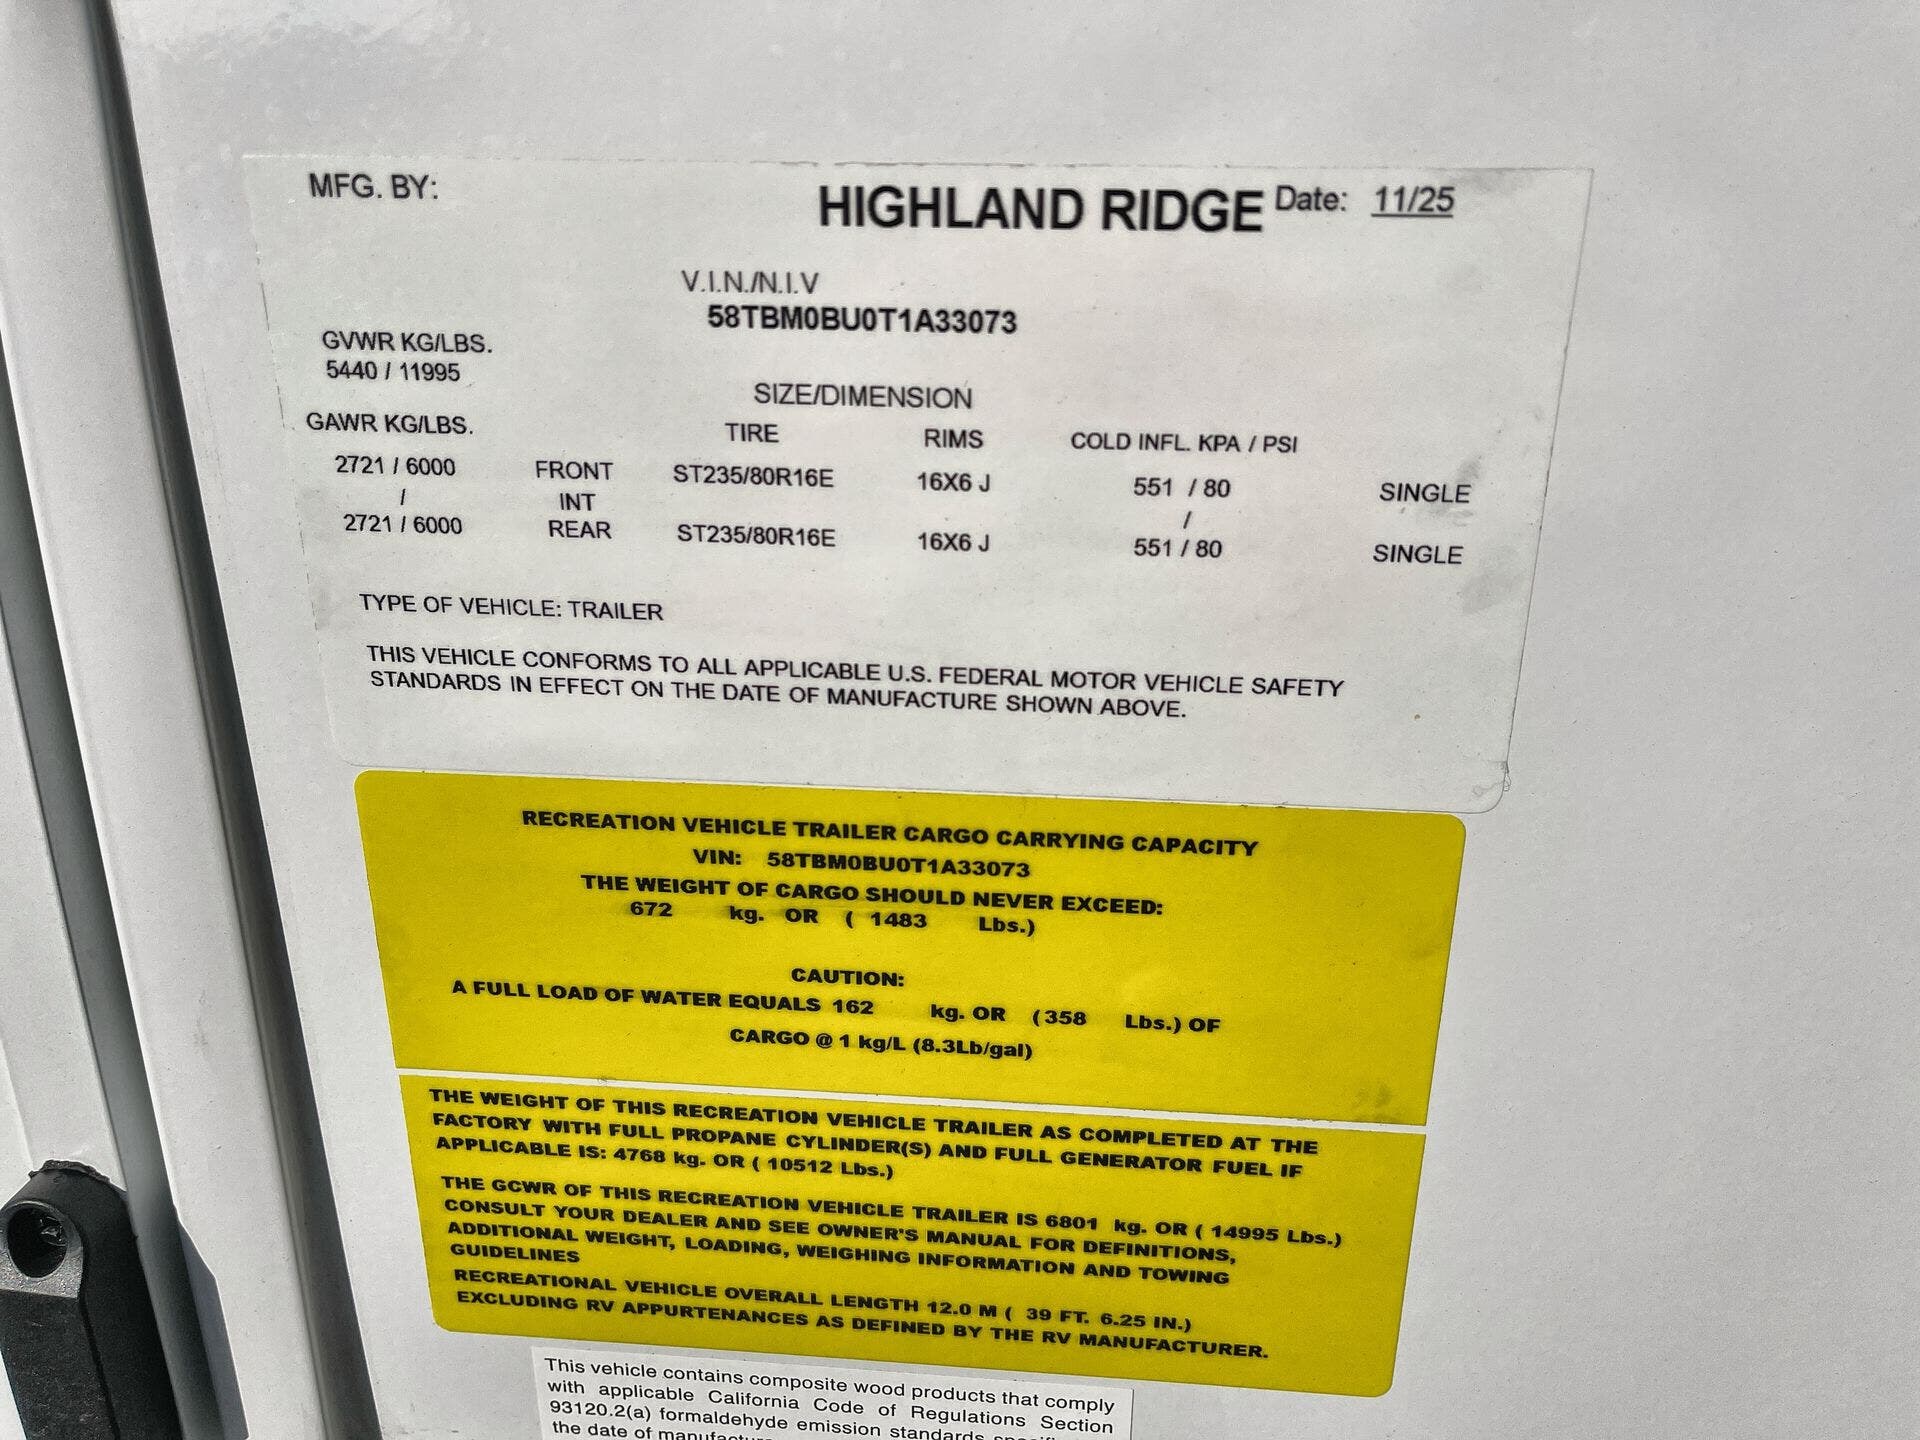 MFG. BY: HIGHLAND RIDGE Date: 11/25
V.I.N./N.I.V
58TBM0BU0T1A33073
GVWR KG/LBS.
5440 / 11995
SIZE/DIMENSION
GAWR KG/LBS. TIRE RIMS COLD INFL. KPA / PSI
2721 / 6000 FRONT ST235/80R16E 16X6 J 551 / 80 SINGLE
/ INT /
2721 / 6000 REAR ST235/80R16E 16X6 J 551 / 80 SINGLE
TYPE OF VEHICLE: TRAILER
THIS VEHICLE CONFORMS TO ALL APPLICABLE U.S. FEDERAL MOTOR VEHICLE SAFETY
STANDARDS IN EFFECT ON THE DATE OF MANUFACTURE SHOWN ABOVE.
RECREATION VEHICLE TRAILER CARGO CARRYING CAPACITY
VIN: 58TBM0BU0T1A33073
THE WEIGHT OF CARGO SHOULD NEVER EXCEED:
672 kg. OR ( 1483 Lbs.)
CAUTION:
A FULL LOAD OF WATER EQUALS 162 kg. OR (358 Lbs.) OF
CARGO @ 1 kg/L (8.3Lb/gal)
THE WEIGHT OF THIS RECREATION VEHICLE TRAILER AS COMPLETED AT THE
FACTORY WITH FULL PROPANE CYLINDER(S) AND FULL GENERATOR FUEL IF
APPLICABLE IS: 4768 kg. OR ( 10512 Lbs.)
THE GCWR OF THIS RECREATION VEHICLE TRAILER IS 6801 kg. OR ( 14995 Lbs.)
CONSULT YOUR DEALER AND SEE OWNER'S MANUAL FOR DEFINITIONS,
ADDITIONAL WEIGHT, LOADING, WEIGHING INFORMATION AND TOWING
GUIDELINES
RECREATIONAL VEHICLE OVERALL LENGTH 12.0 M ( 39 FT. 6.25 IN.)
EXCLUDING RV APPURTENANCES AS DEFINED BY THE RV MANUFACTURER.
This vehicle contains composite wood products that comply
with applicable California Code of Regulations Section
93120.2(a) formaldehyde emission standards
the date of